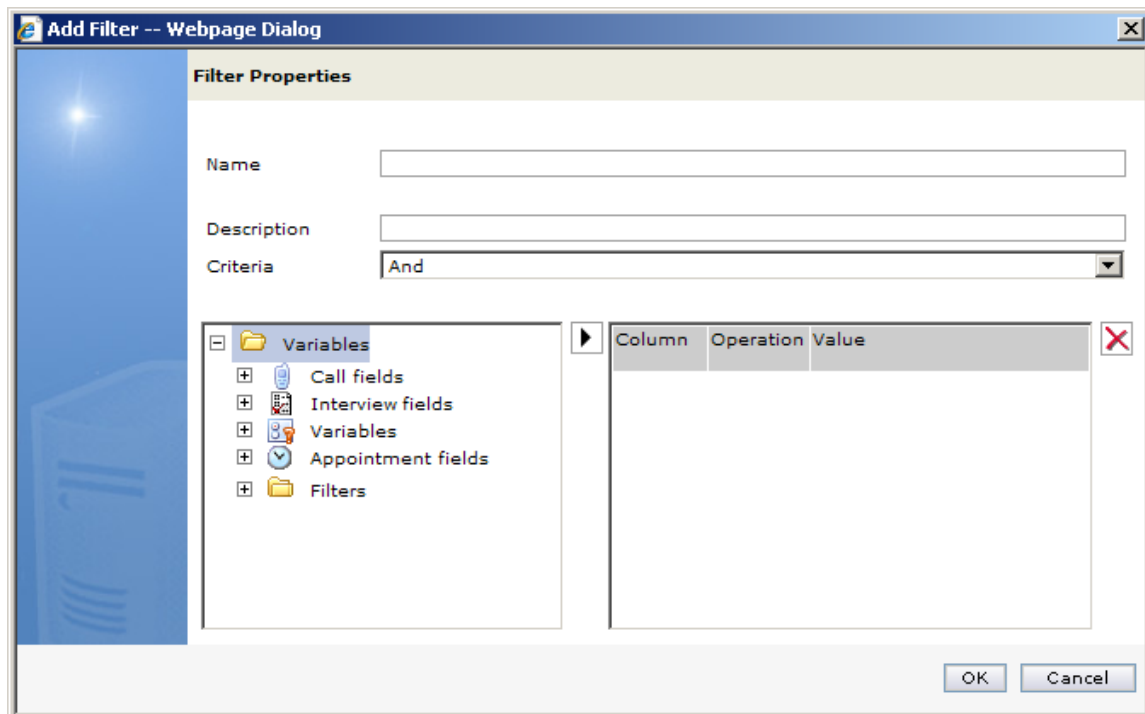 Add Filter -- Webpage Dialog
Filter Properties
Name
Description
Criteria And
Variables
Call fields
Interview fields
Variables
Appointment fields
Filters
Column Operation Value
OK Cancel